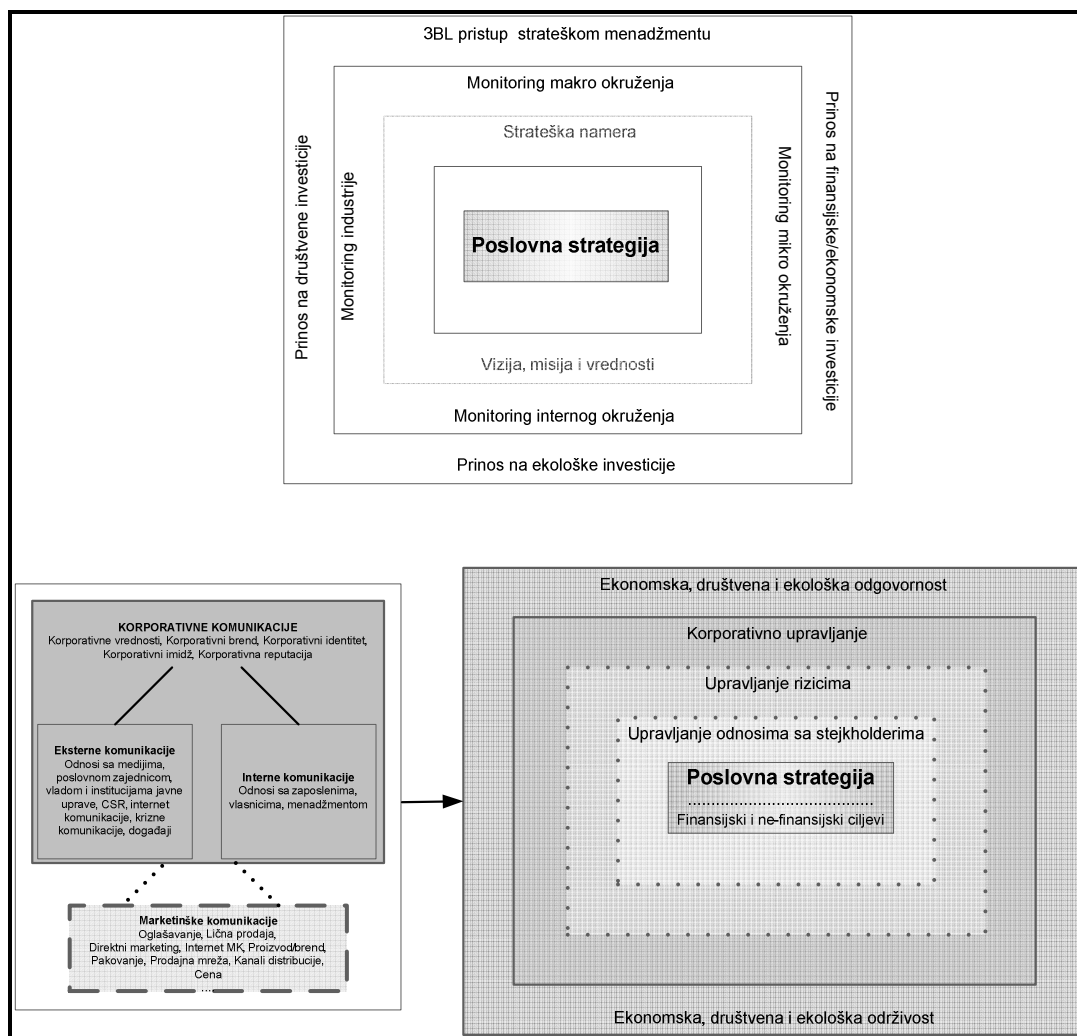 3BL pristup strateškom menadžmentu
Monitoring makro okruženja
Strateška namera
Prinos na društvene investicije
Monitoring industrije
Poslovna strategija
Monitoring mikro okruženja
Prinos na finansijske/ekonomske investicije
Vizija, misija i vrednosti
Monitoring internog okruženja
Prinos na ekološke investicije
KORPORATIVNE KOMUNIKACIJE
Korporativne vrednosti, Korporativni brend, Korporativni identitet,
Korporativni imidž, Korporativna reputacija
Eksterne komunikacije
Odnosi sa medijima,
poslovnom zajednicom,
vladom i institucijama javne
uprave, CSR, internet
komunikacije, krizne
komunikacije, događaji
Interne komunikacije
Odnosi sa zaposlenima,
vlasnicima, menadžmentom
Marketinške komunikacije
Oglašavanje, Lična prodaja,
Direktni marketing, Internet MK, Proizvod/brend,
Pakovanje, Prodajna mreža, Kanali distribucije,
Cena
....
Ekonomska, društvena i ekološka odgovornost
Korporativno upravljanje
Upravljanje rizicima
Upravljanje odnosima sa stejkholderima
Poslovna strategija
Finansijski i ne-finansijski ciljevi
Ekonomska, društvena i ekološka održivost